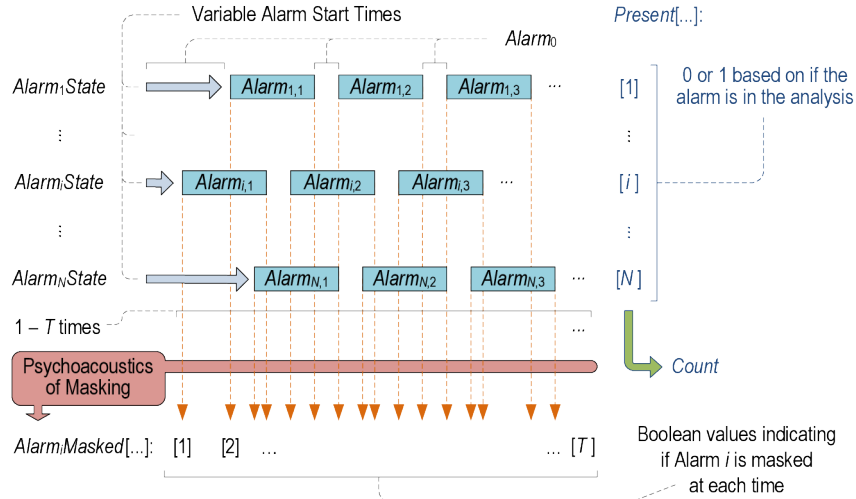 Variable Alarm Start Times
Present[...]:
Alarm0
Alarm1State
Alarm1,1
Alarm1,2
Alarm1,3
...
[1]
0 or 1 based on if the
alarm is in the analysis
⋮
⋮
AlarmiState
Alarmi,1
Alarmi,2
Alarmi,3
...
[i]
⋮
⋮
AlarmNState
AlarmN,1
AlarmN,2
AlarmN,3
...
[N]
1 – T times
...
Psychoacoustics
of Masking
Count
AlarmiMasked[...]: [1] [2] ... ... [T]
Boolean values indicating
if Alarm i is masked
at each time